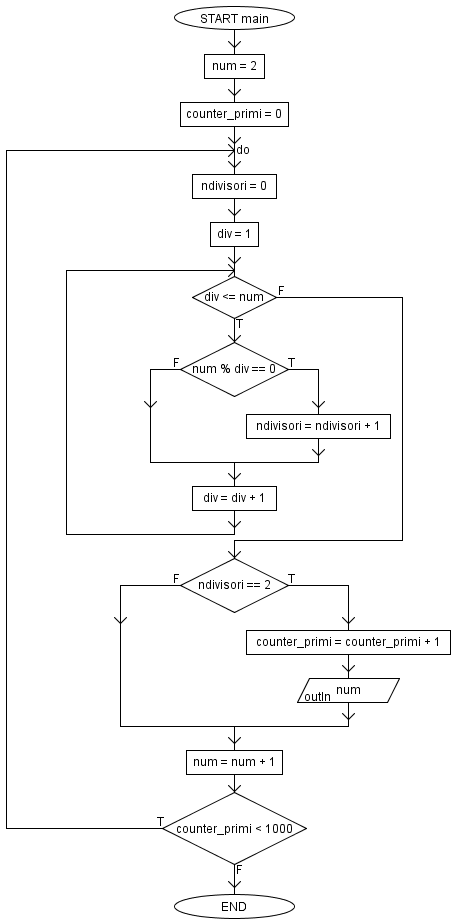 START main
num = 2
counter_primi = 0
do
ndivisori = 0
div = 1
div <= num
F
T
num % div == 0
F
T
ndivisori = ndivisori + 1
div = div + 1
ndivisori == 2
F
T
counter_primi = counter_primi + 1
num
outln
num = num + 1
counter_primi < 1000
T
F
END